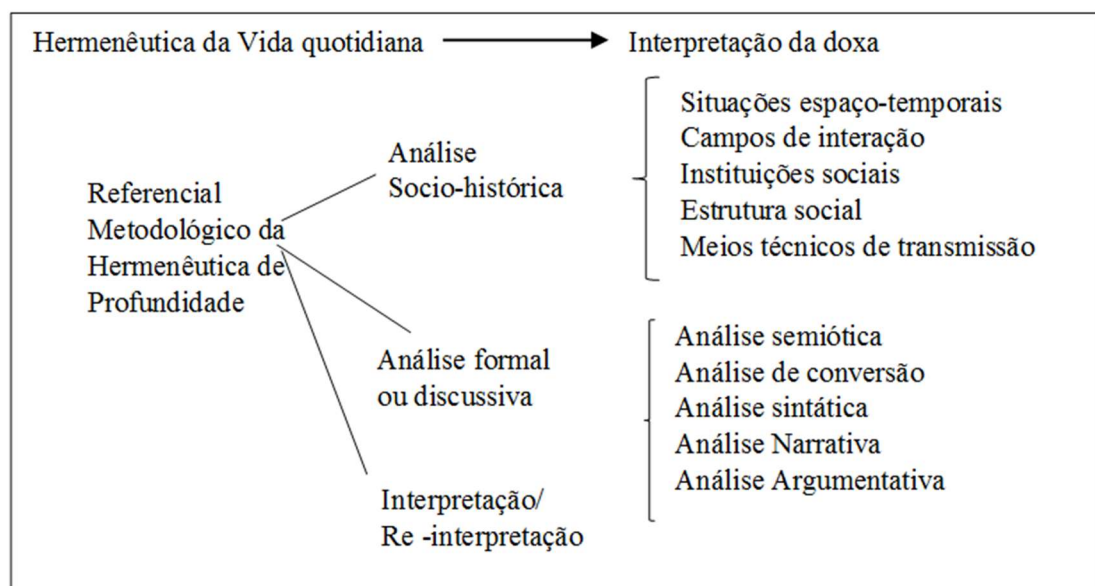 Hermenêutica da Vida quotidiana
Interpretação da doxa
Referencial
Metodológico da
Hermenêutica de
Profundidade
Análise
Socio-histórica
Situações espaço-temporais
Campos de interação
Instituições sociais
Estrutura social
Meios técnicos de transmissão
Análise formal
ou discussiva
Análise semiótica
Análise de conversão
Análise sintática
Análise Narrativa
Análise Argumentativa
Interpretação/
Re -interpretação